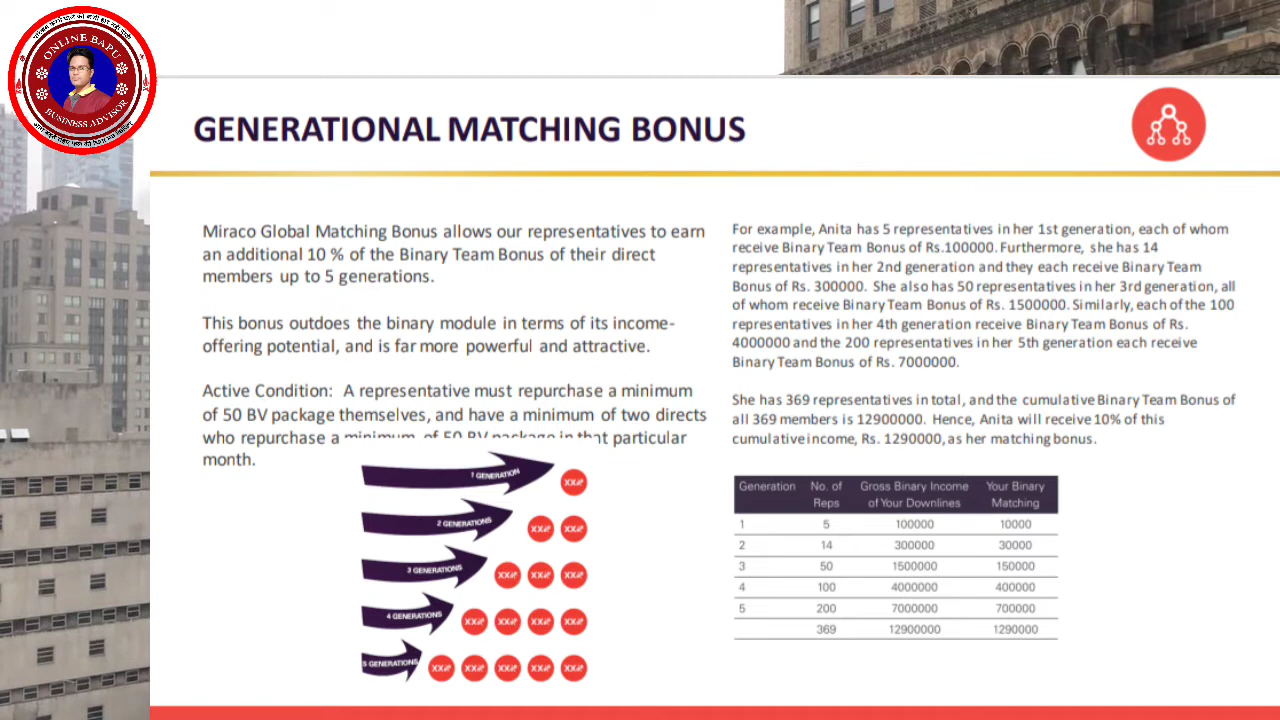 ONLINE BAPU
BUSINESS ADVISOR
GENERATIONAL MATCHING BONUS
Miraco Global Matching Bonus allows our representatives to earn
an additional 10 % of the Binary Team Bonus of their direct
members up to 5 generations.
This bonus outdoes the binary module in terms of its income-
offering potential, and is far more powerful and attractive.
Active Condition: A representative must repurchase a minimum
of 50 BV package themselves, and have a minimum of two directs
who repurchase a minimum of 50 BV package in that particular
month.
1 GENERATION
2 GENERATIONS
3 GENERATIONS
4 GENERATIONS
5 GENERATIONS
For example, Anita has 5 representatives in her 1st generation, each of whom
receive Binary Team Bonus of Rs.100000. Furthermore, she has 14
representatives in her 2nd generation and they each receive Binary Team
Bonus of Rs. 300000. She also has 50 representatives in her 3rd generation, all
of whom receive Binary Team Bonus of Rs. 1500000. Similarly, each of the 100
representatives in her 4th generation receive Binary Team Bonus of Rs.
4000000 and the 200 representatives in her 5th generation each receive
Binary Team Bonus of Rs. 7000000.
She has 369 representatives in total, and the cumulative Binary Team Bonus of
all 369 members is 12900000. Hence, Anita will receive 10% of this
cumulative income, Rs. 1290000, as her matching bonus.
Generation No. of Gross Binary Income Your Binary
Reps of Your Downlines Matching
1 5 100000 10000
2 14 300000 30000
3 50 1500000 150000
4 100 4000000 400000
5 200 7000000 700000
369 12900000 1290000